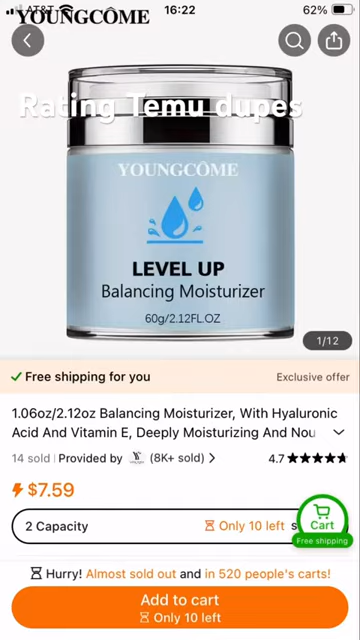 AT&T
16:22
62%
YOUNGCOME
Rating Temu dupes
YOUNGCOME
LEVEL UP
Balancing Moisturizer
60g/2.12FL.OZ
1/12
Free shipping for you
Exclusive offer
1.06oz/2.12oz Balancing Moisturizer, With Hyaluronic
Acid And Vitamin E, Deeply Moisturizing And Nou
14 sold | Provided by (8K+ sold) >
4.7
$7.59
2 Capacity
Only 10 left s
Cart
Free shipping
Hurry! Almost sold out and in 520 people's carts!
Add to cart
Only 10 left